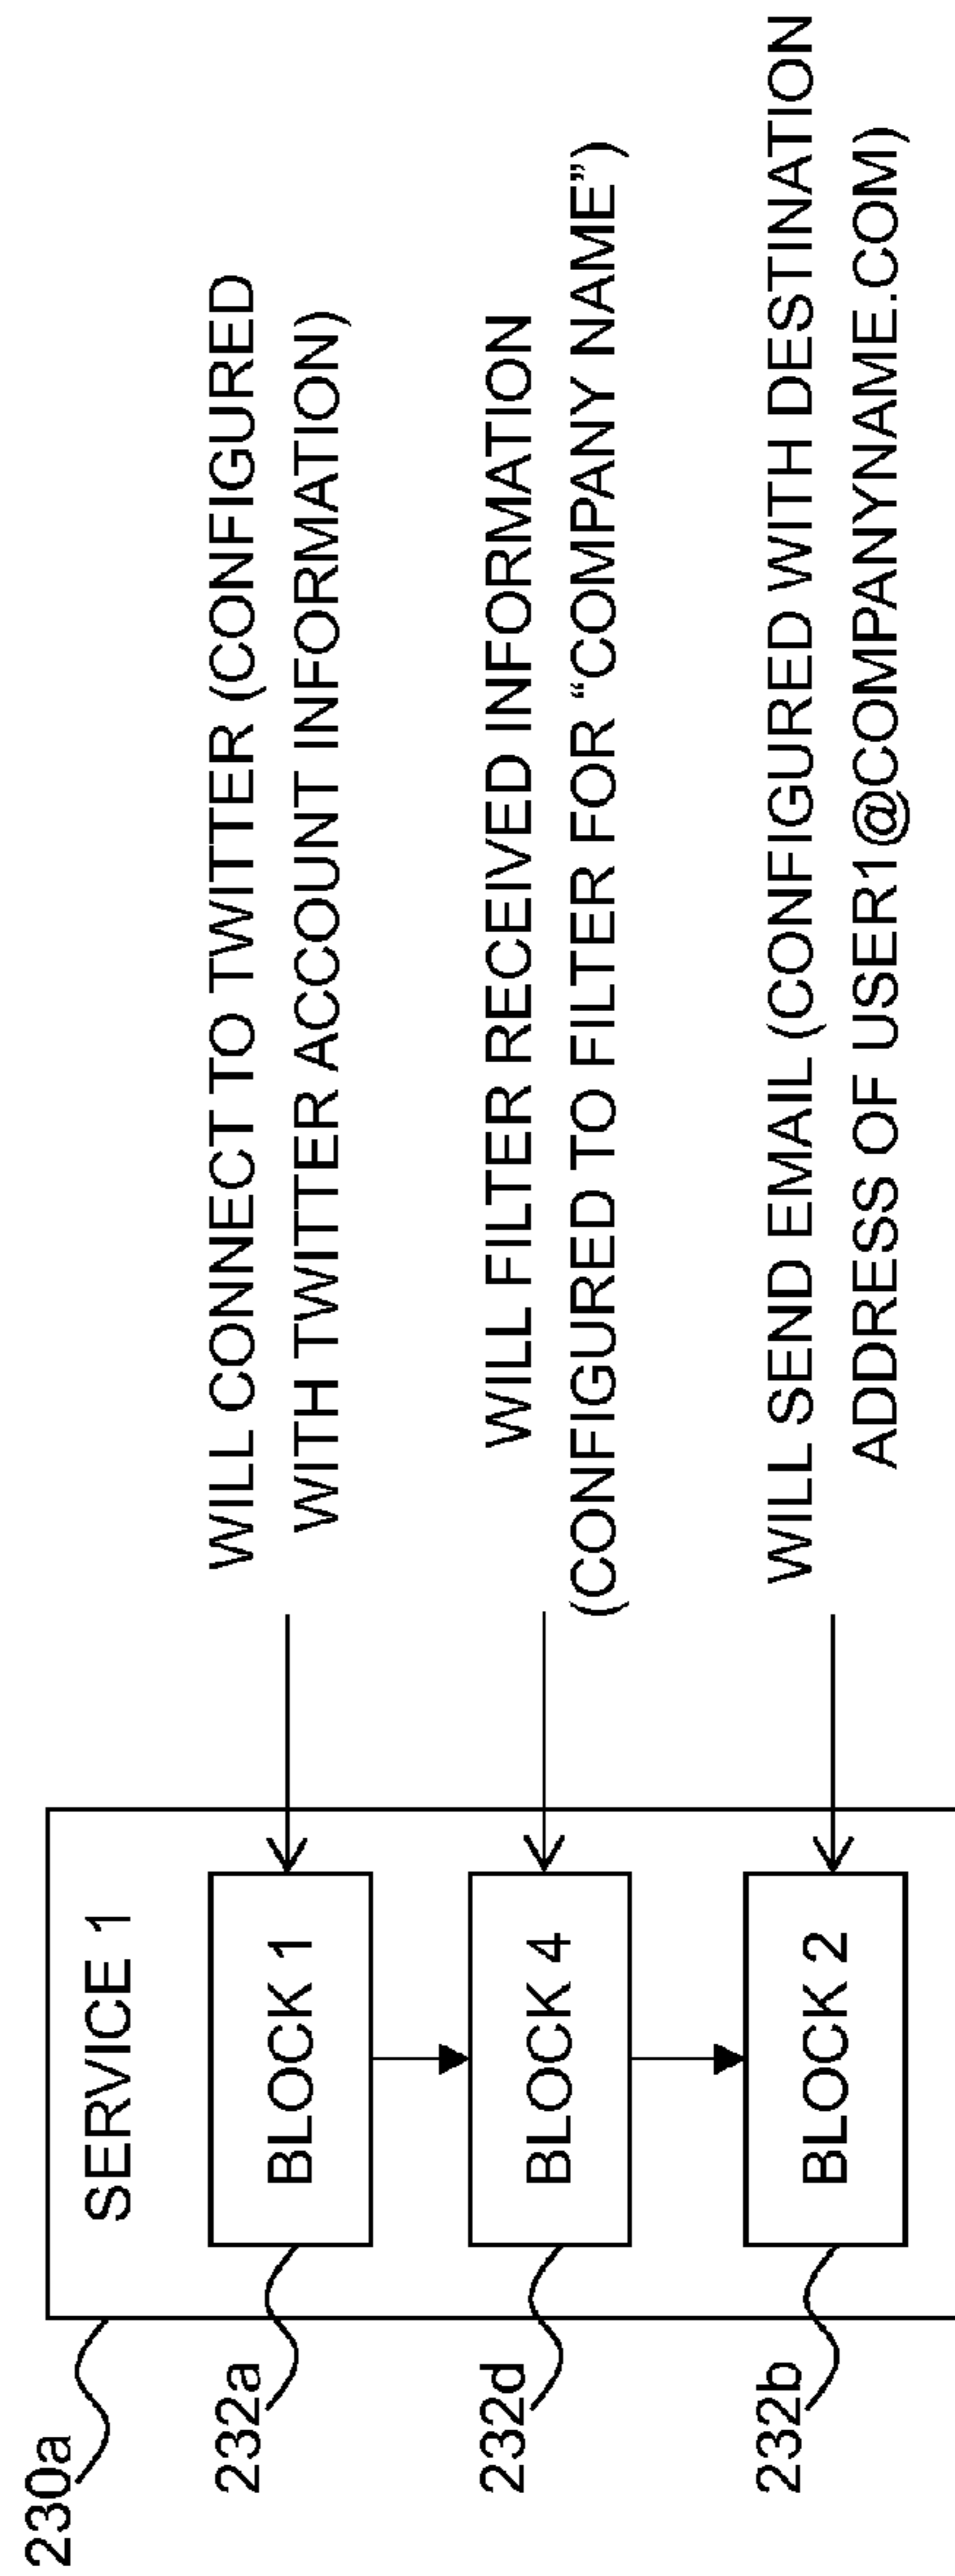 230a
SERVICE 1
232a
BLOCK 1
WILL CONNECT TO TWITTER (CONFIGURED
WITH TWITTER ACCOUNT INFORMATION)
232d
BLOCK 4
WILL FILTER RECEIVED INFORMATION
(CONFIGURED TO FILTER FOR “COMPANY NAME”)
232b
BLOCK 2
WILL SEND EMAIL (CONFIGURED WITH DESTINATION
ADDRESS OF USER1@COMPANYNAME.COM)